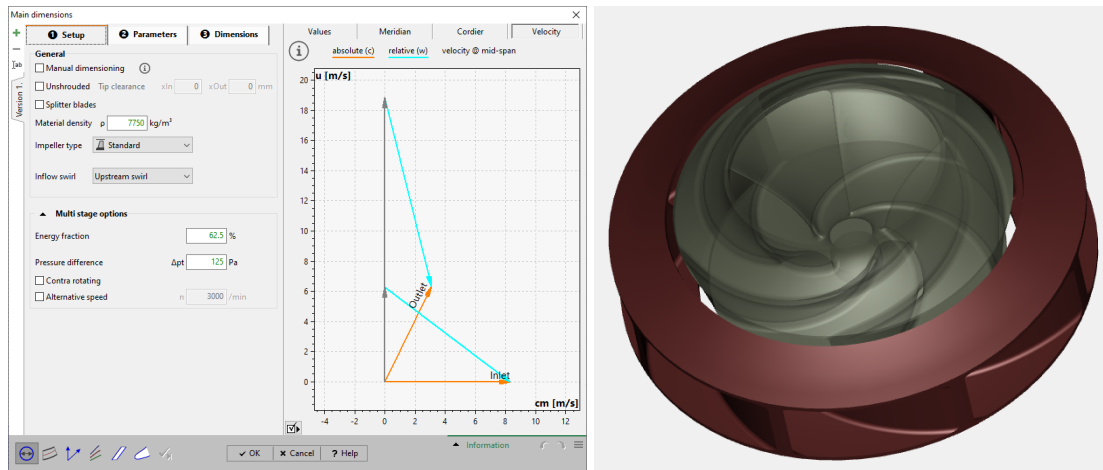 Main dimensions
1 Setup
2 Parameters
3 Dimensions
General
Manual dimensioning
Unshrouded Tip clearance xIn 0 xOut 0 mm
Splitter blades
Material density ρ 7750 kg/m³
Impeller type Standard
Inflow swirl Upstream swirl
Multi stage options
Energy fraction 62.5 %
Pressure difference Δpt 125 Pa
Contra rotating
Alternative speed n 3000 /min
Version 1.
Values Meridian Cordier Velocity
absolute (c) relative (w) velocity @ mid-span
u [m/s]
20
18
16
14
12
10
8
6
4
2
0
Outlet
Inlet
cm [m/s]
-4 -2 0 2 4 6 8 10 12
Information
OK Cancel ? Help